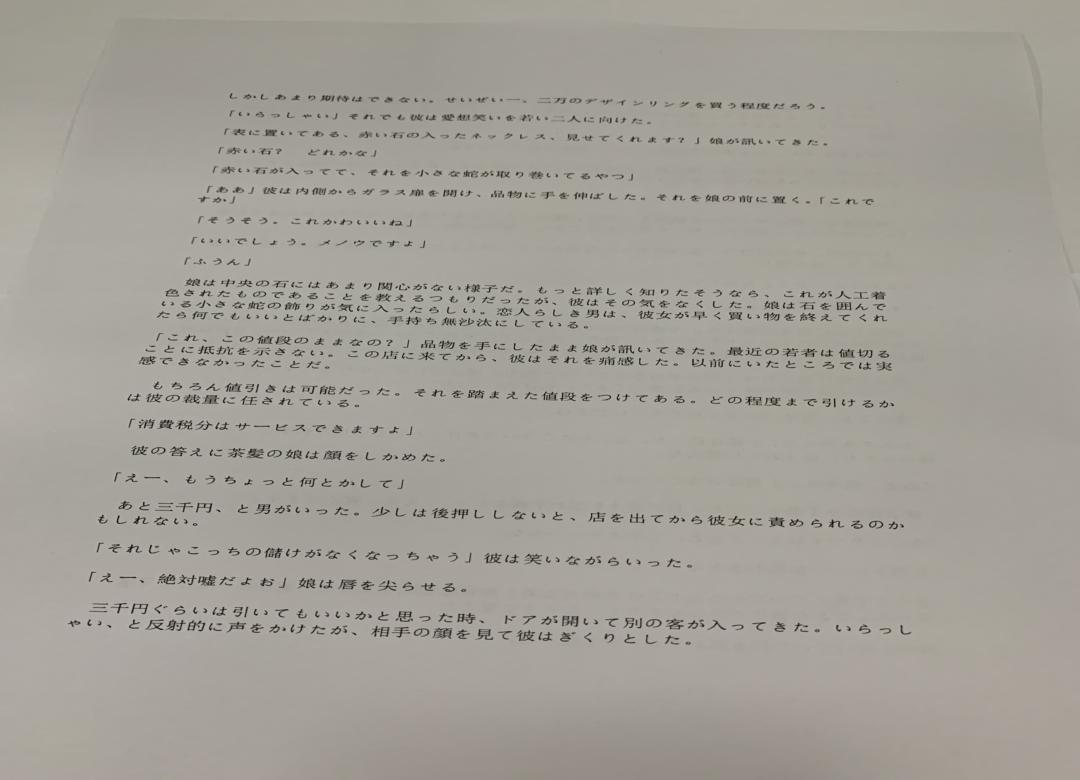 しかしあまり期待はできない。せいぜい一、二万のデザインリングを買う程度だろう。
「いらっしゃい」それでも彼は愛想笑いを若い二人に向けた。
「表に置いてある、赤い石の入ったネックレス、見せてくれます？」娘が訊いてきた。
「赤い石？　どれかな」
「赤い石が入ってて、それを小さな蛇が取り巻いてるやつ」
「ああ」彼は内側からガラス扉を開け、品物に手を伸ばした。それを娘の前に置く。「これで
すか」
「そうそう。これかわいいね」
「いいでしょう。メノウですよ」
「ふうん」
娘は中央の石にはあまり関心がない様子だ。もっと詳しく知りたそうなら、これが人工着
色されたものであることを教えるつもりだったが、彼はその気をなくした。娘は石を囲んで
いる小さな蛇の飾りが気に入ったらしい。恋人らしき男は、彼女が早く買い物を終えてくれ
たら何でもいいとばかりに、手持ち無沙汰にしている。
「これ、この値段のままなの？」品物を手にしたまま娘が訊いてきた。最近の若者は値切る
ことに抵抗を示さない。この店に来てから、彼はそれを痛感した。以前にいたところでは実
感できなかったことだ。
もちろん値引きは可能だった。それを踏まえた値段をつけてある。どの程度まで引けるか
は彼の裁量に任されている。
「消費税分はサービスできますよ」
彼の答えに茶髪の娘は顔をしかめた。
「えー、もうちょっと何とかして」
あと三千円、と男がいった。少しは後押ししないと、店を出てから彼女に責められるのか
もしれない。
「それじゃこっちの儲けがなくなっちゃう」彼は笑いながらいった。
「えー、絶対嘘だよお」娘は唇を尖らせる。
三千円ぐらいは引いてもいいかと思った時、ドアが開いて別の客が入ってきた。いらっし
ゃい、と反射的に声をかけたが、相手の顔を見て彼はぎくりとした。